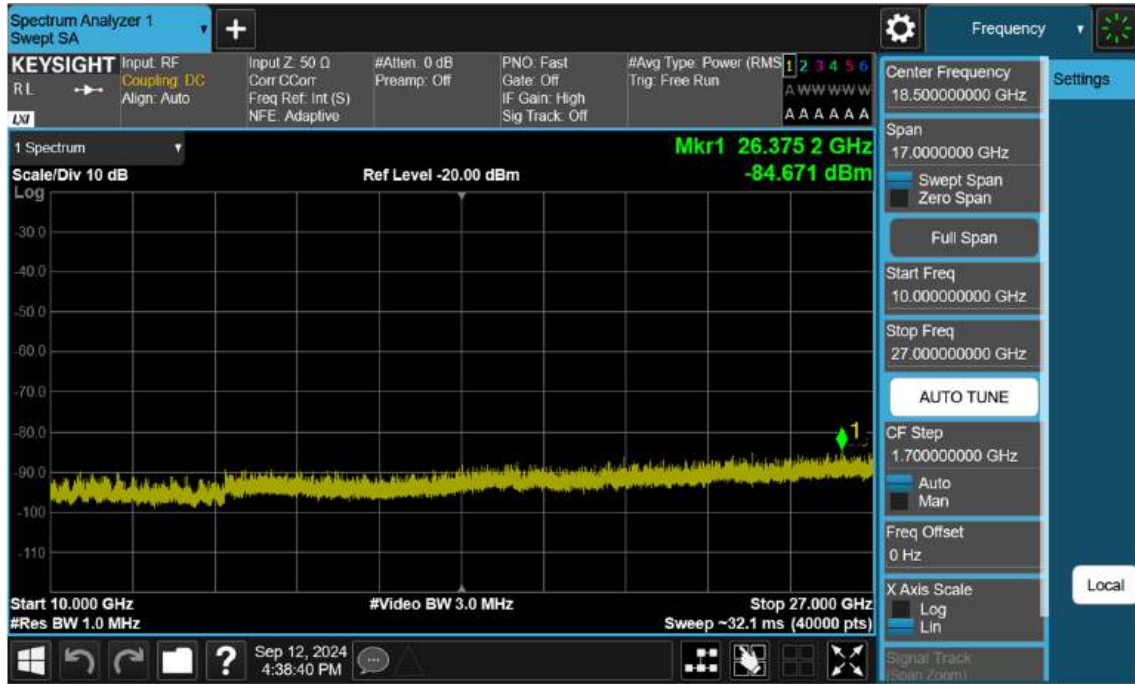 Spectrum Analyzer 1
Swept SA
+
Frequency
KEYSIGHT
RL
LXI
Input: RF
Coupling: DC
Align: Auto
Input Z: 50 Ω
Corr CCorr
Freq Ref: Int (S)
NFE: Adaptive
#Atten: 0 dB
Preamp: Off
PNO: Fast
Gate: Off
IF Gain: High
Sig Track: Off
#Avg Type: Power (RMS
Trig: Free Run
1 2 3 4 5 6
A W W W W W
A A A A A A
1 Spectrum
Scale/Div 10 dB
Ref Level -20.00 dBm
Mkr1 26.375 2 GHz
-84.671 dBm
Log
-30.0
-40.0
-50.0
-60.0
-70.0
-80.0
-90.0
-100
-110
1
Start 10.000 GHz
#Res BW 1.0 MHz
#Video BW 3.0 MHz
Stop 27.000 GHz
Sweep ~32.1 ms (40000 pts)
Center Frequency
18.500000000 GHz
Span
17.0000000 GHz
Swept Span
Zero Span
Full Span
Start Freq
10.000000000 GHz
Stop Freq
27.000000000 GHz
AUTO TUNE
CF Step
1.700000000 GHz
Auto
Man
Freq Offset
0 Hz
X Axis Scale
Log
Lin
Signal Track
(Span Zoom)
Settings
Local
?
Sep 12, 2024
4:38:40 PM